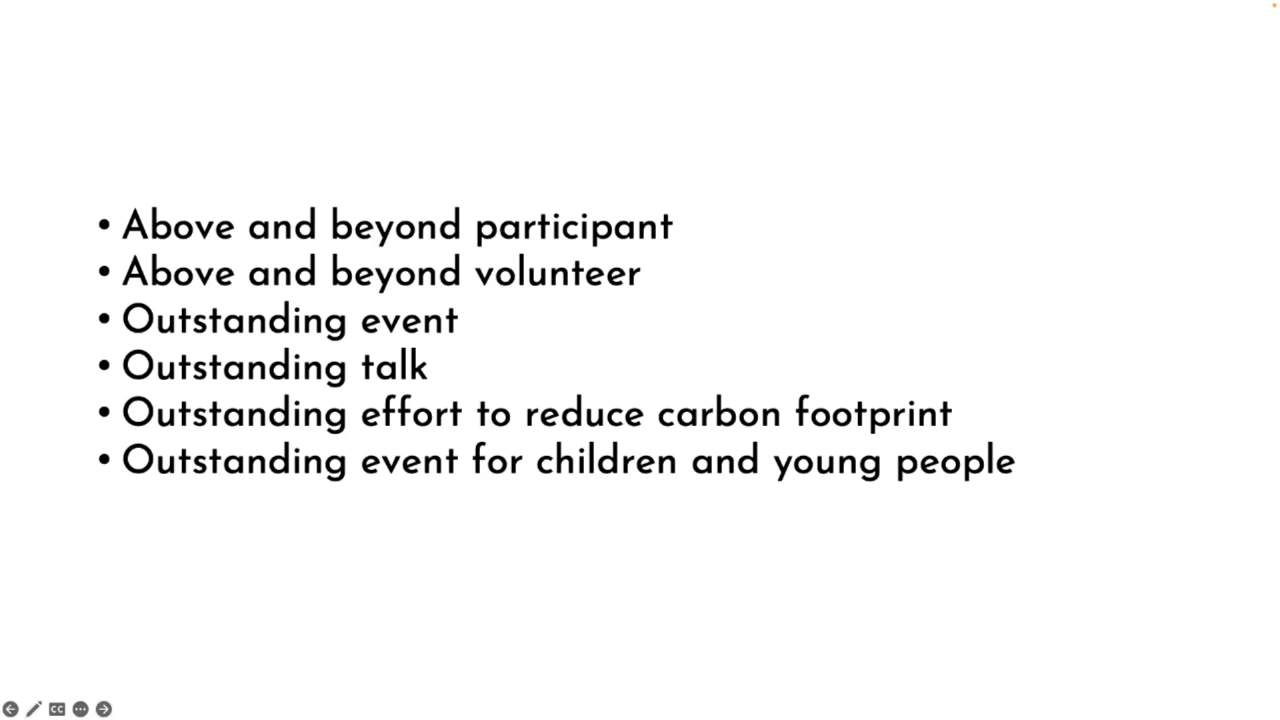 • Above and beyond participant
• Above and beyond volunteer
• Outstanding event
• Outstanding talk
• Outstanding effort to reduce carbon footprint
• Outstanding event for children and young people
CC